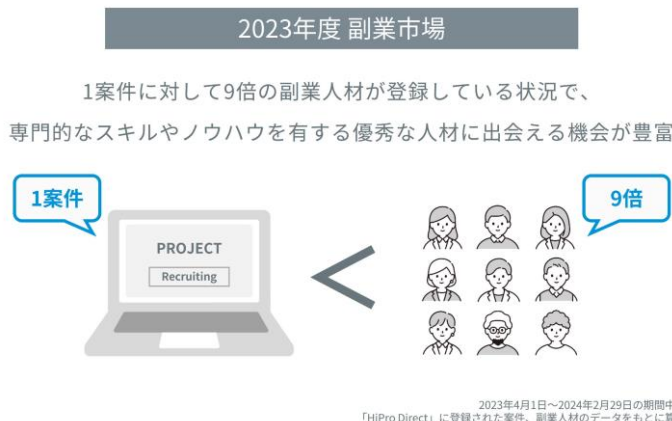 2023年度 副業市場
1案件に対して9倍の副業人材が登録している状況で、
専門的なスキルやノウハウを有する優秀な人材に出会える機会が豊富
1案件
9倍
PROJECT
Recruiting
<
2023年4月1日〜2024年2月29日の期間中
「HiPro Direct」に登録された案件、副業人材のデータをもとに算